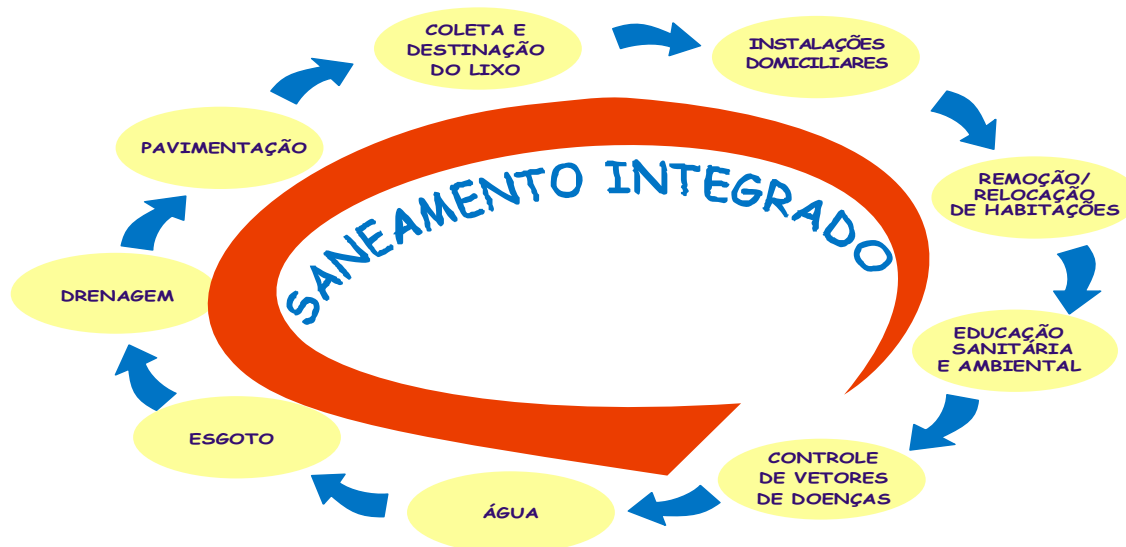 COLETA E
DESTINAÇÃO
DO LIXO
INSTALAÇÕES
DOMICILIARES
PAVIMENTAÇÃO
REMOÇÃO/
RELOCAÇÃO
DE HABITAÇÕES
SANEAMENTO INTEGRADO
DRENAGEM
EDUCAÇÃO
SANITÁRIA
E AMBIENTAL
ESGOTO
CONTROLE
DE VETORES
DE DOENÇAS
ÁGUA